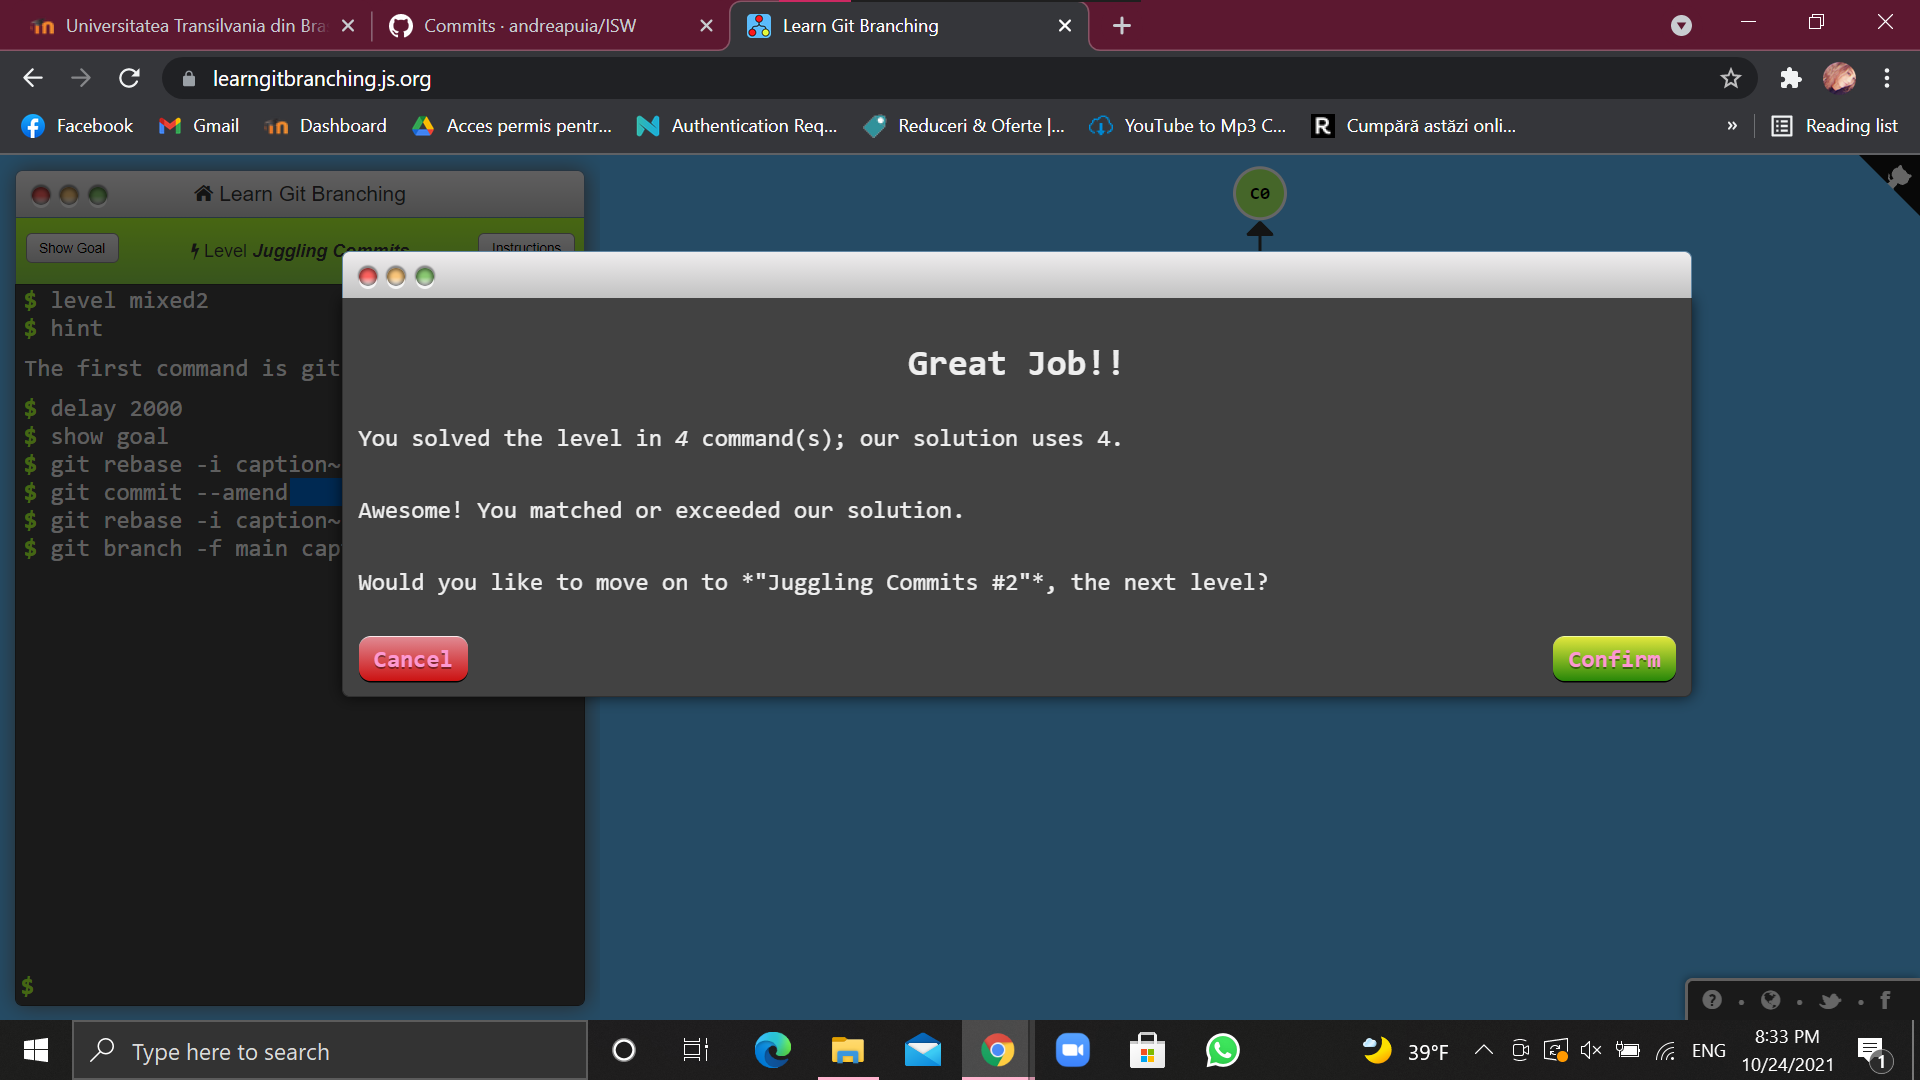 Universitatea Transilvania din Bra
Commits · andreapuia/ISW
Learn Git Branching
learngitbranching.js.org
Facebook
Gmail
Dashboard
Acces permis pentr...
Authentication Req...
Reduceri & Oferte |...
YouTube to Mp3 C...
R
Cumpără astăzi onli...
»
Reading list
Learn Git Branching
C0
Show Goal
Level Juggling Commits
Instructions
$ level mixed2
$ hint
The first command is git
$ delay 2000
$ show goal
$ git rebase -i caption~
$ git commit --amend
$ git rebase -i caption~
$ git branch -f main cap
$
Great Job!!
You solved the level in 4 command(s); our solution uses 4.
Awesome! You matched or exceeded our solution.
Would you like to move on to *"Juggling Commits #2"*, the next level?
Cancel
Confirm
Type here to search
39°F
ENG
8:33 PM
10/24/2021
1